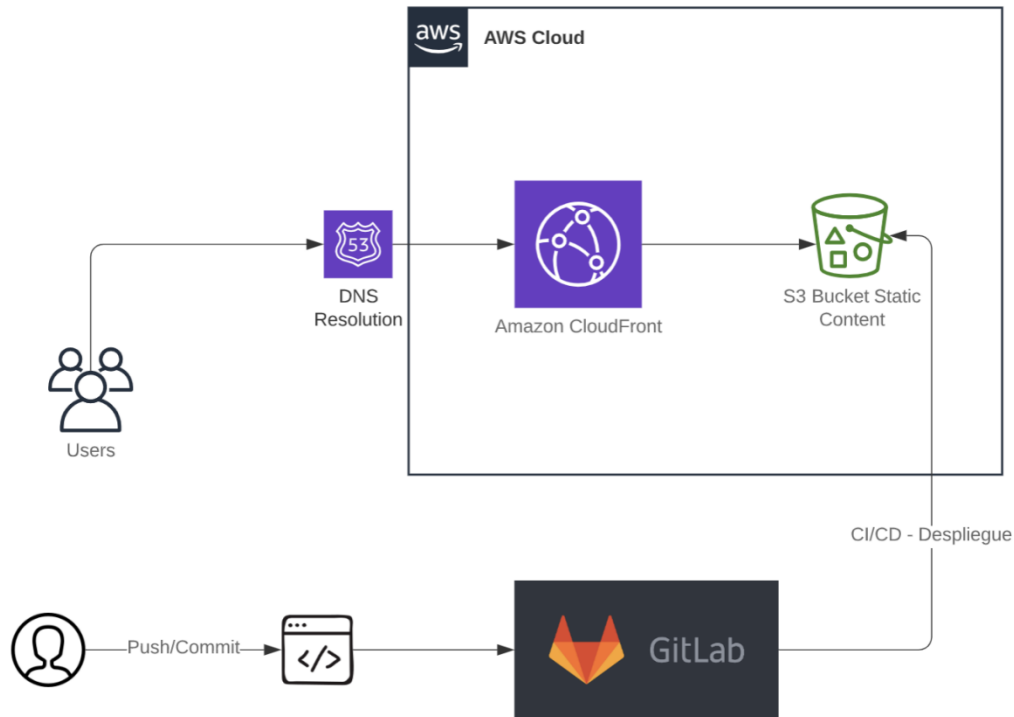 aws
AWS Cloud
53
DNS
Resolution
Amazon CloudFront
S3 Bucket Static
Content
Users
CI/CD - Despliegue
Push/Commit
</>
GitLab